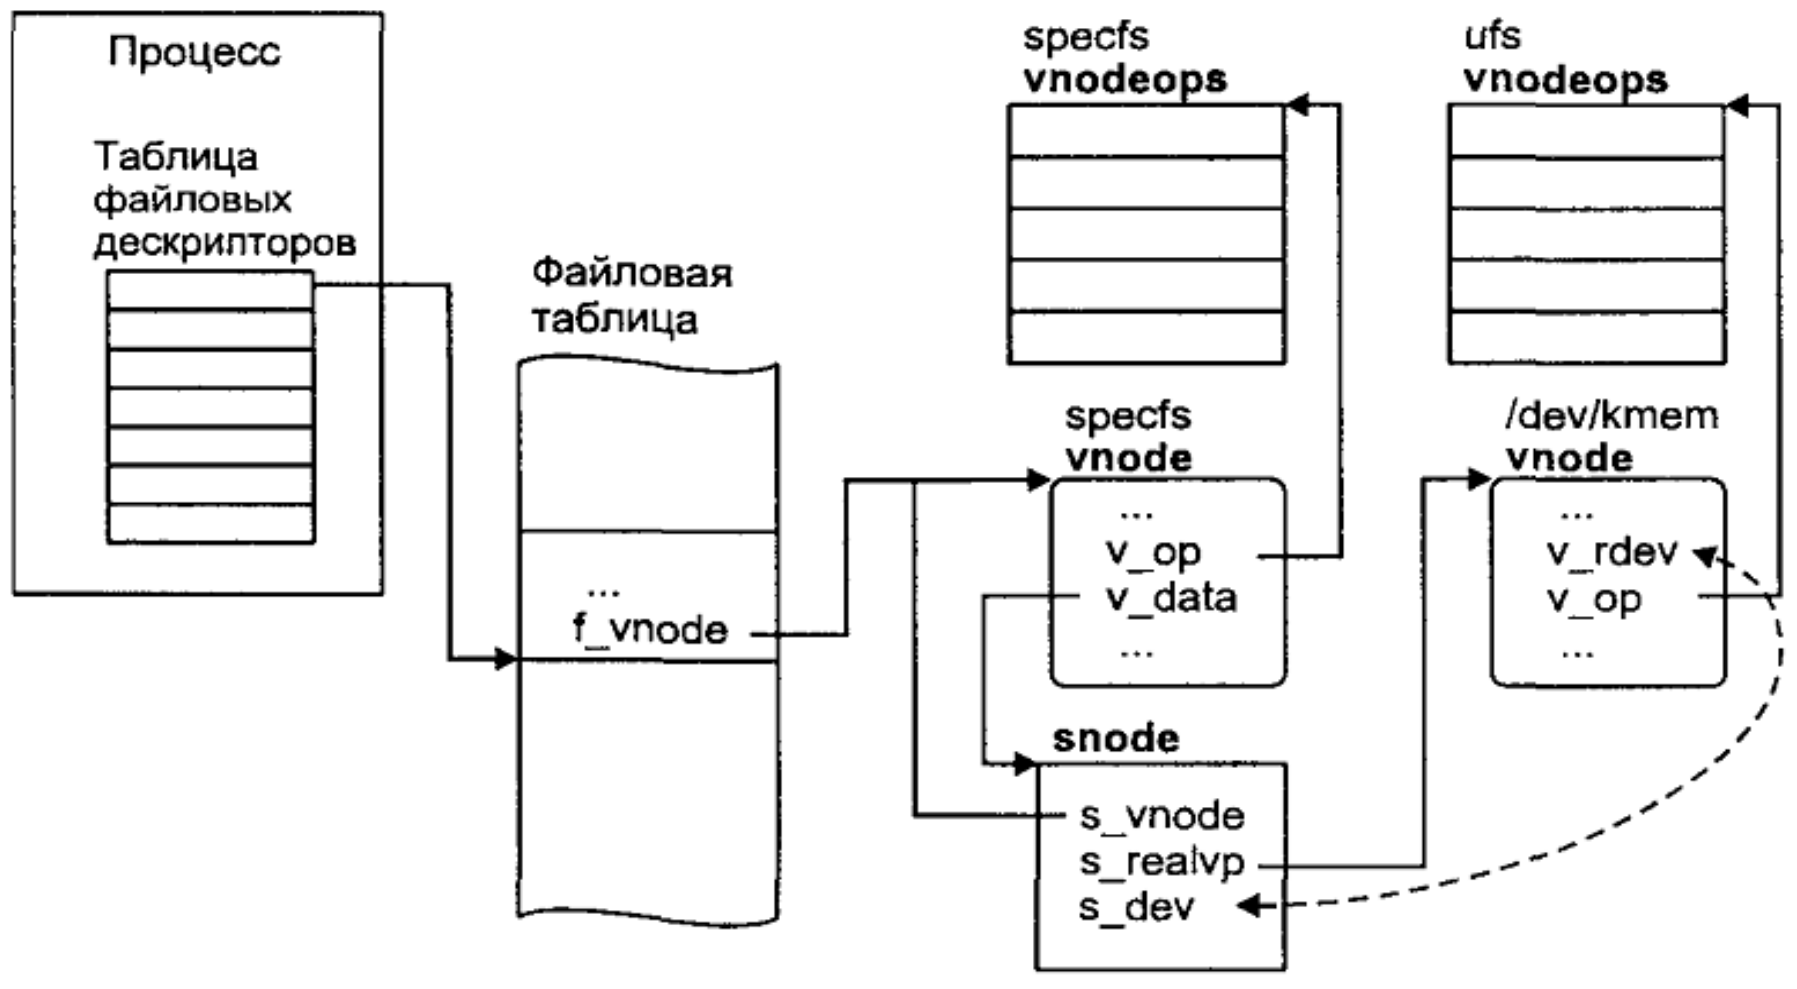 Процесс
Таблица
файловых
дескрипторов
Файловая
таблица
...
f_vnode
specfs
vnodeops
ufs
vnodeops
specfs
vnode
...
v_op
v_data
...
/dev/kmem
vnode
...
v_rdev
v_op
...
snode
s_vnode
s_realvp
s_dev